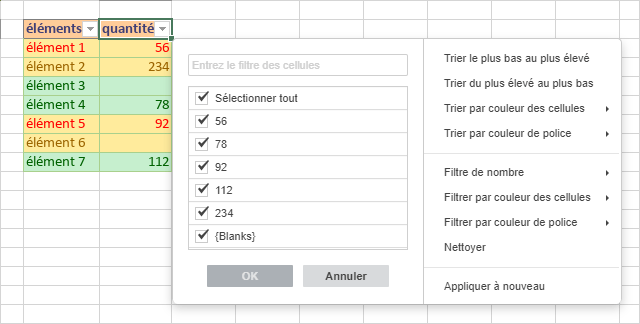 éléments quantité
élément 1 56
élément 2 234
élément 3
élément 4 78
élément 5 92
élément 6
élément 7 112
Entrez le filtre des cellules
Sélectionner tout
56
78
92
112
234
{Blanks}
OK Annuler
Trier le plus bas au plus élevé
Trier du plus élevé au plus bas
Trier par couleur des cellules
Trier par couleur de police
Filtre de nombre
Filtrer par couleur des cellules
Filtrer par couleur de police
Nettoyer
Appliquer à nouveau